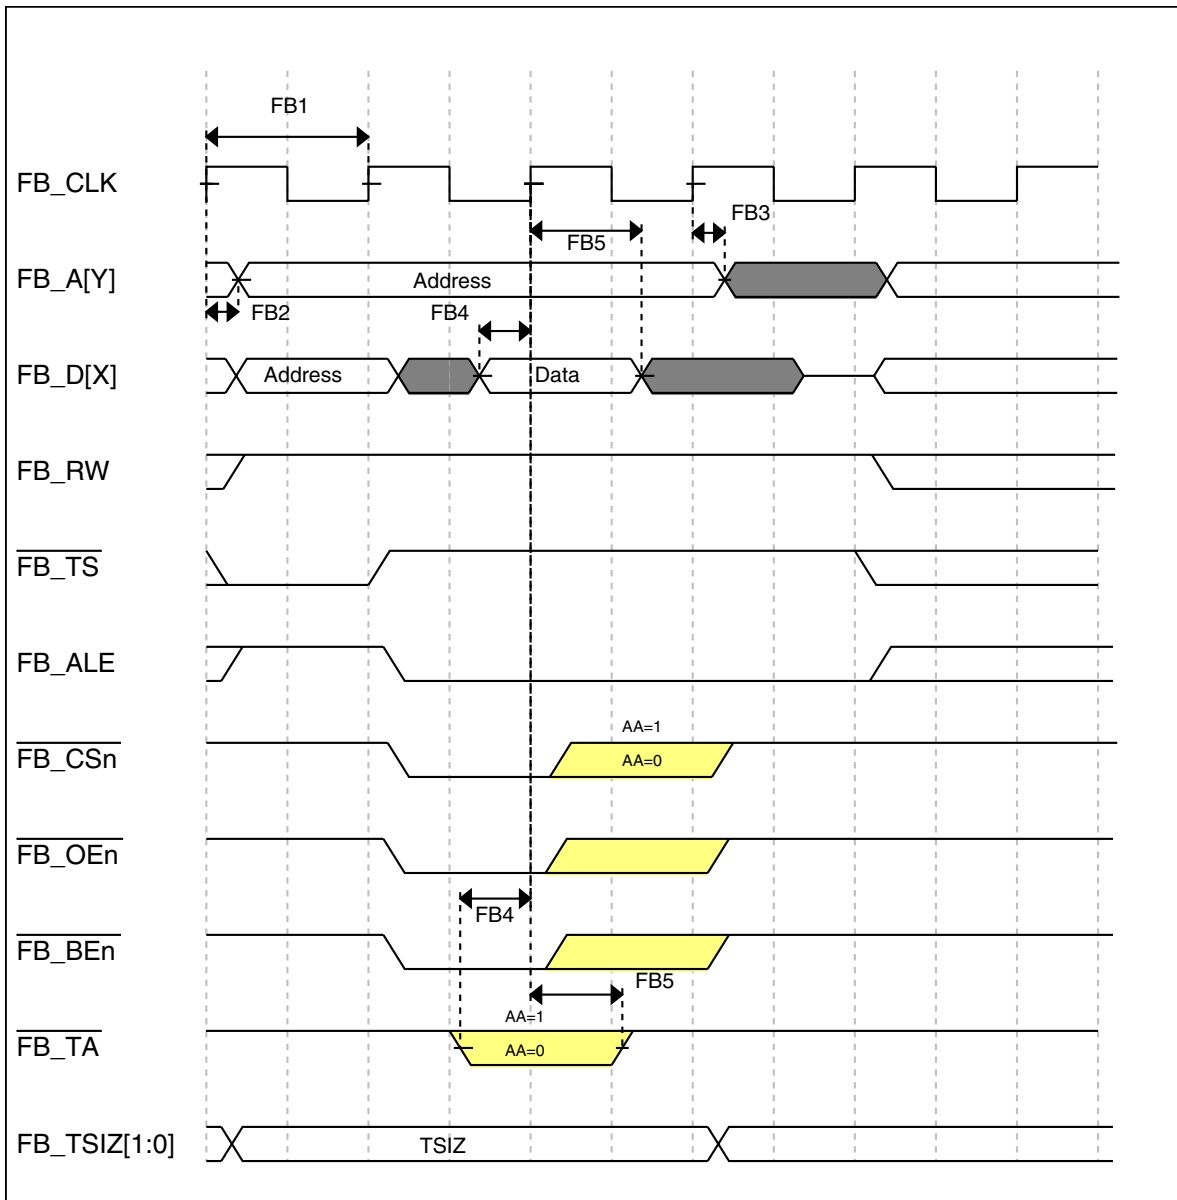 FB1
FB_CLK
FB3
FB5
FB_A[Y]
Address
FB2
FB4
FB_D[X]
Address
Data
FB_RW
FB_TS
FB_ALE
AA=1
FB_CSn
AA=0
FB_OEn
FB4
FB_BEn
FB5
AA=1
FB_TA
AA=0
FB_TSIZ[1:0]
TSIZ